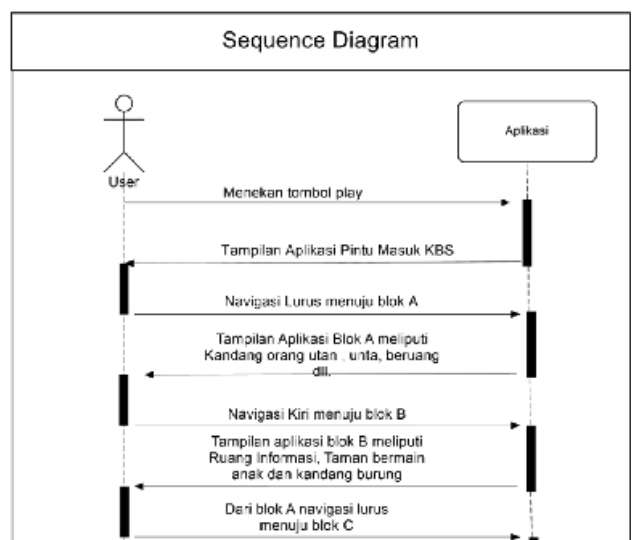 Sequence Diagram
Aplikasi
User
Menekan tombol play
Tampilan Aplikasi Pintu Masuk KBS
Navigasi Lurus menuju blok A
Tampilan Aplikasi Blok A meliputi
Kandang orang utan , unta, beruang
dll.
Navigasi Kiri menuju blok B
Tampilan aplikasi blok B meliputi
Ruang Informasi, Taman bermain
anak dan kandang burung
Dari blok A navigasi lurus
menuju blok C